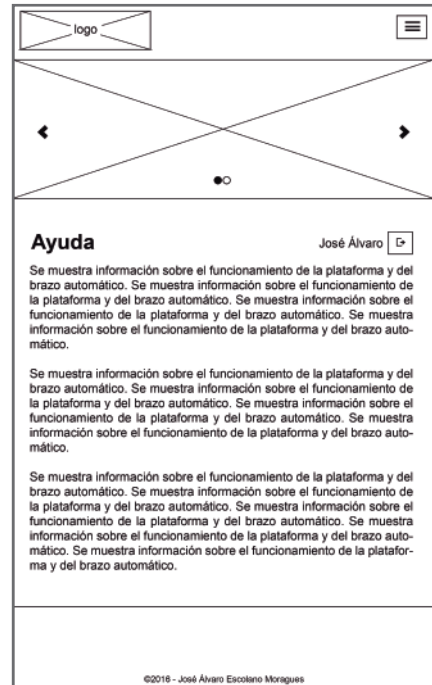 logo
Ayuda
José Álvaro
Se muestra información sobre el funcionamiento de la plataforma y del
brazo automático. Se muestra información sobre el funcionamiento de
la plataforma y del brazo automático. Se muestra información sobre el
funcionamiento de la plataforma y del brazo automático. Se muestra
información sobre el funcionamiento de la plataforma y del brazo auto-
mático.
Se muestra información sobre el funcionamiento de la plataforma y del
brazo automático. Se muestra información sobre el funcionamiento de
la plataforma y del brazo automático. Se muestra información sobre el
funcionamiento de la plataforma y del brazo automático. Se muestra
información sobre el funcionamiento de la plataforma y del brazo auto-
mático.
Se muestra información sobre el funcionamiento de la plataforma y del
brazo automático. Se muestra información sobre el funcionamiento de
la plataforma y del brazo automático. Se muestra información sobre el
funcionamiento de la plataforma y del brazo automático. Se muestra
información sobre el funcionamiento de la plataforma y del brazo auto-
mático. Se muestra información sobre el funcionamiento de la platafor-
ma y del brazo automático.
©2016 - José Álvaro Escolano Moragues